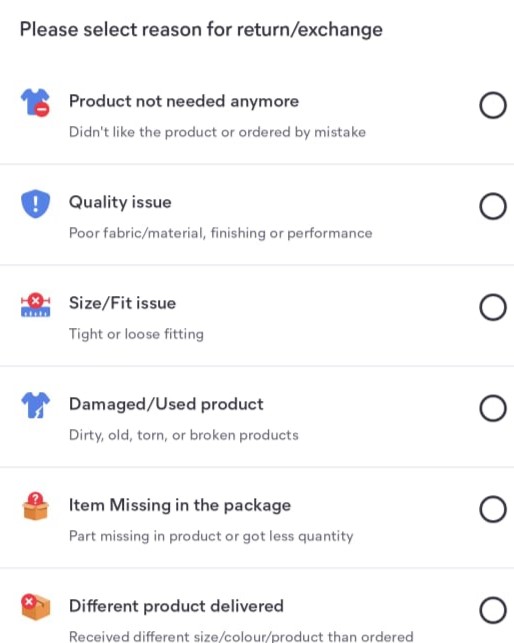 Please select reason for return/exchange
Product not needed anymore
Didn't like the product or ordered by mistake
Quality issue
Poor fabric/material, finishing or performance
Size/Fit issue
Tight or loose fitting
Damaged/Used product
Dirty, old, torn, or broken products
Item Missing in the package
Part missing in product or got less quantity
Different product delivered
Received different size/colour/product than ordered